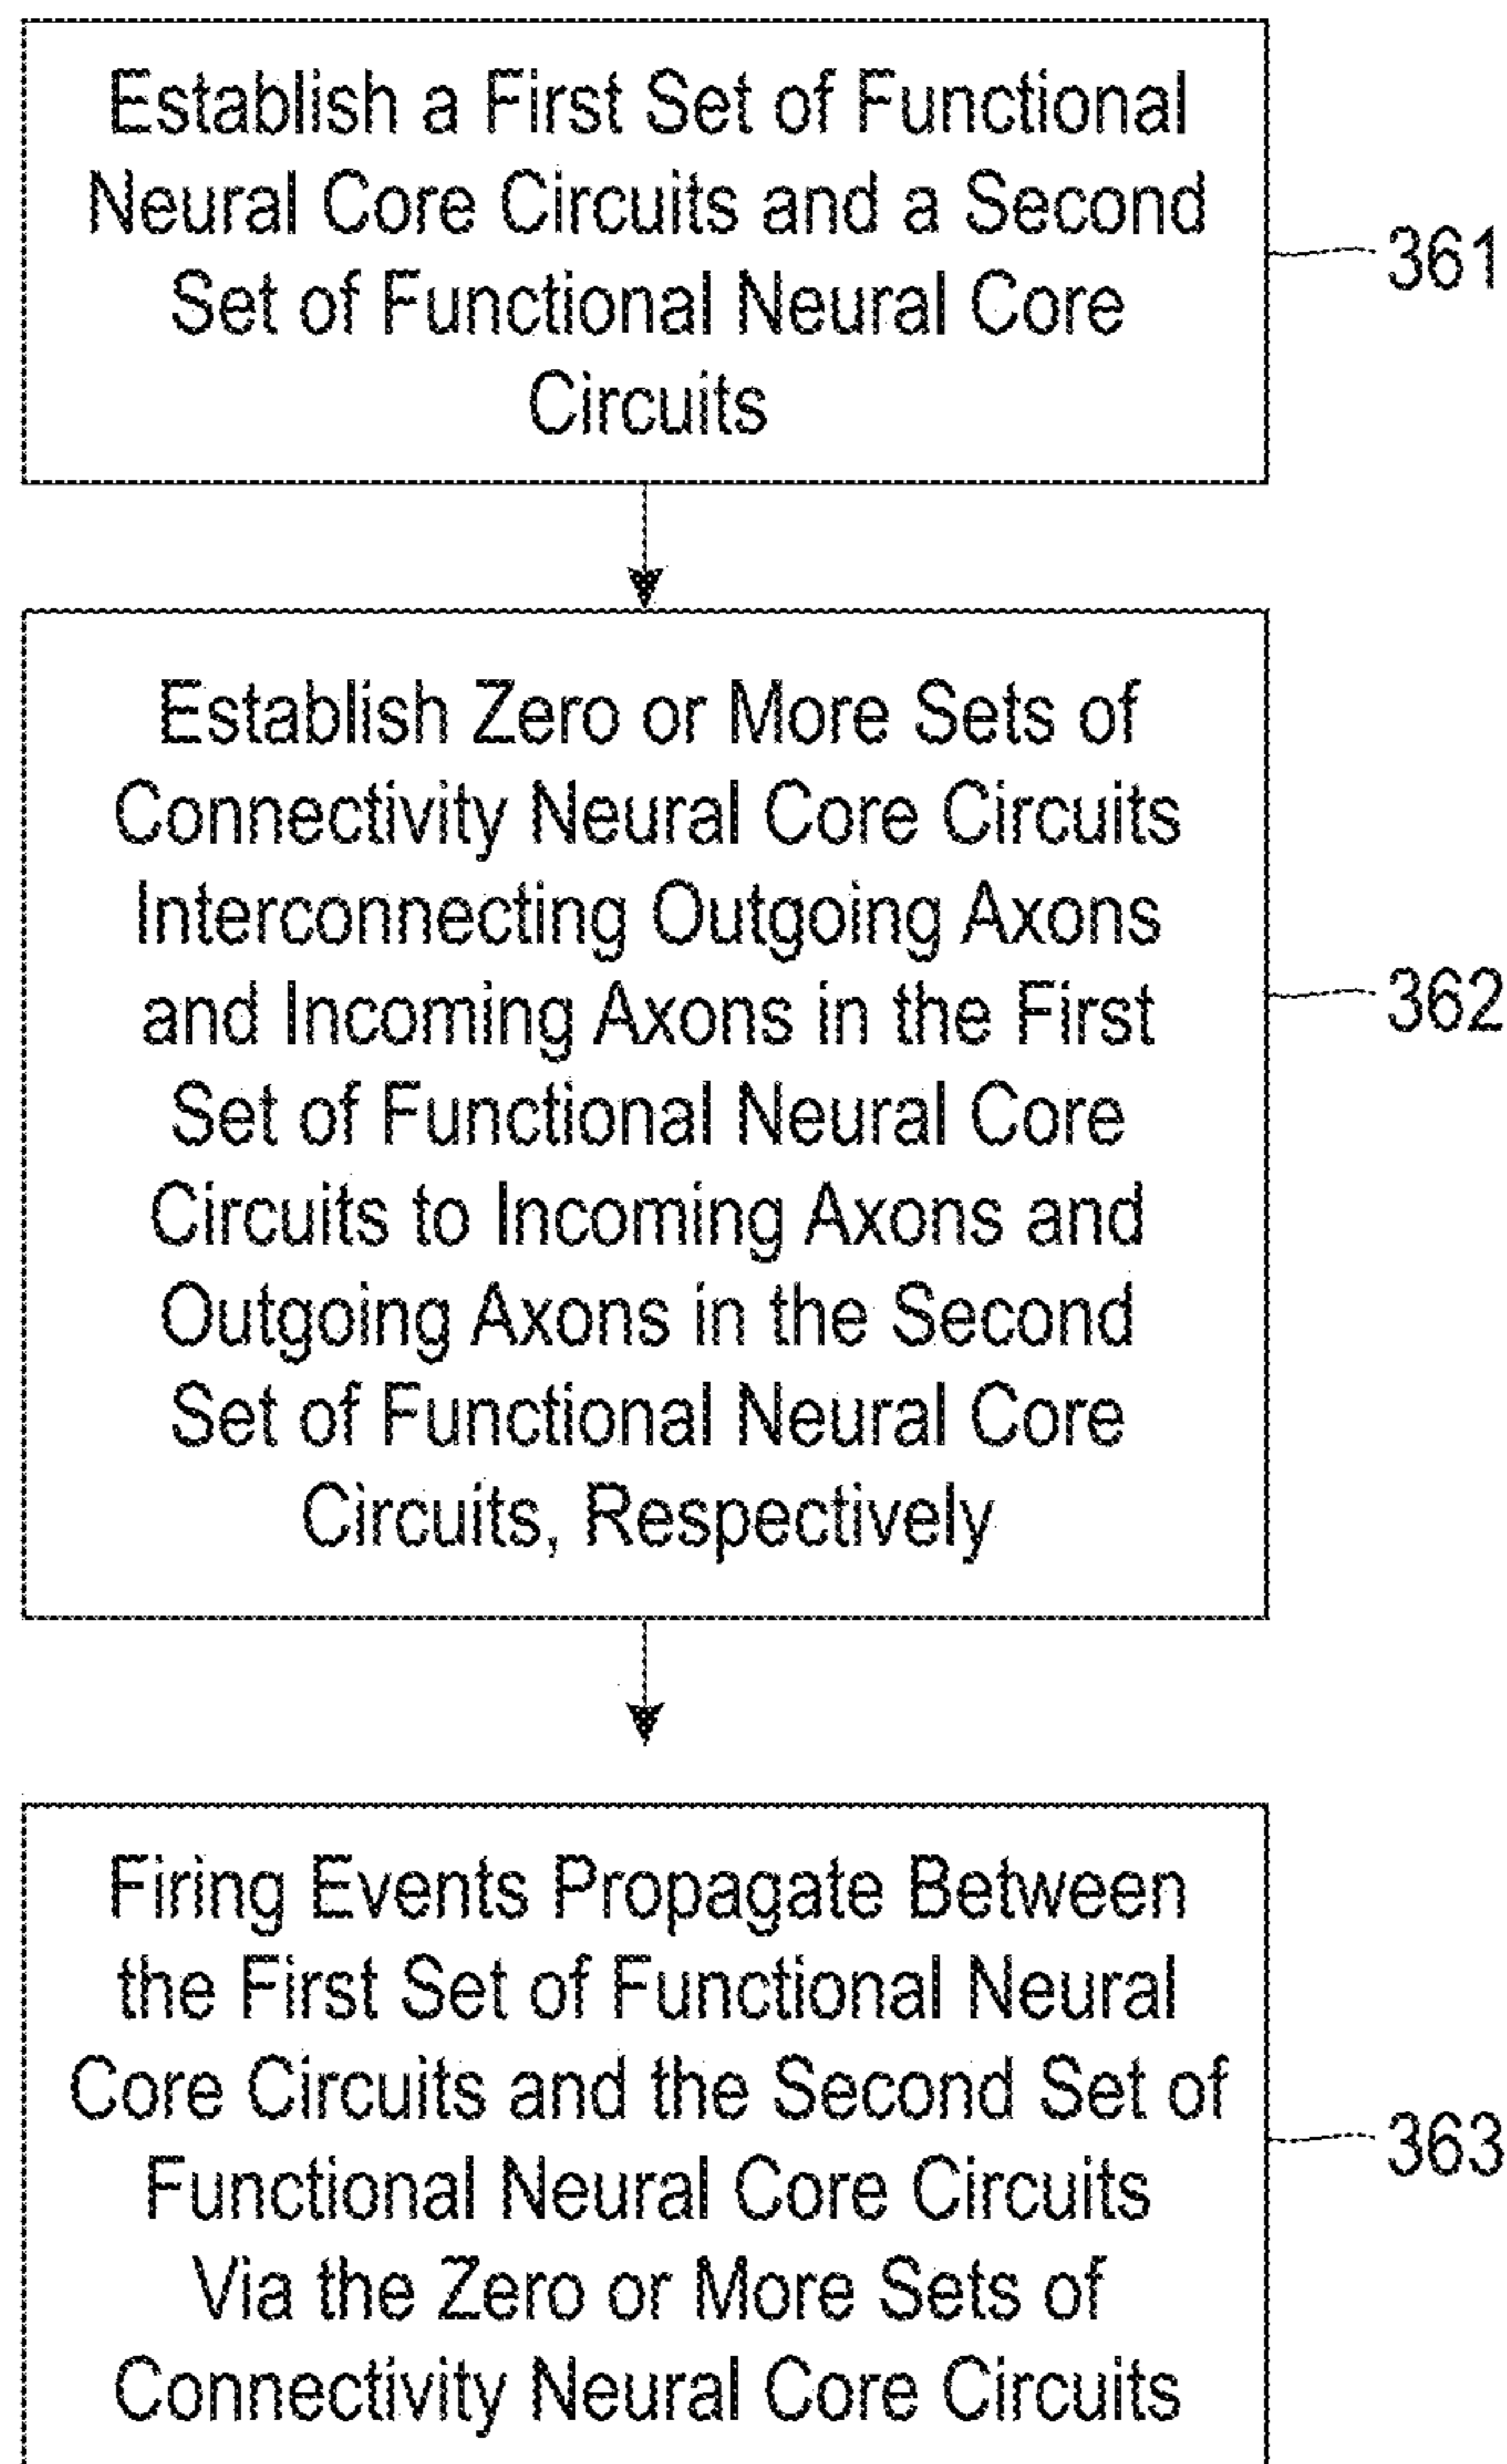 Establish a First Set of Functional
Neural Core Circuits and a Second
Set of Functional Neural Core
Circuits
361
Establish Zero or More Sets of
Connectivity Neural Core Circuits
Interconnecting Outgoing Axons
and Incoming Axons in the First
Set of Functional Neural Core
Circuits to Incoming Axons and
Outgoing Axons in the Second
Set of Functional Neural Core
Circuits, Respectively
362
Firing Events Propagate Between
the First Set of Functional Neural
Core Circuits and the Second Set of
Functional Neural Core Circuits
Via the Zero or More Sets of
Connectivity Neural Core Circuits
363